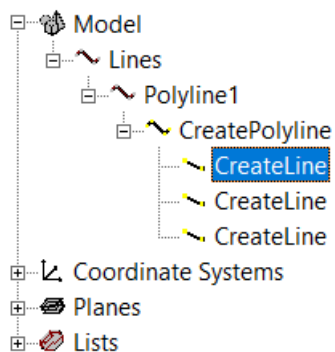 Model
Lines
Polyline1
CreatePolyline
CreateLine
CreateLine
CreateLine
Coordinate Systems
Planes
Lists